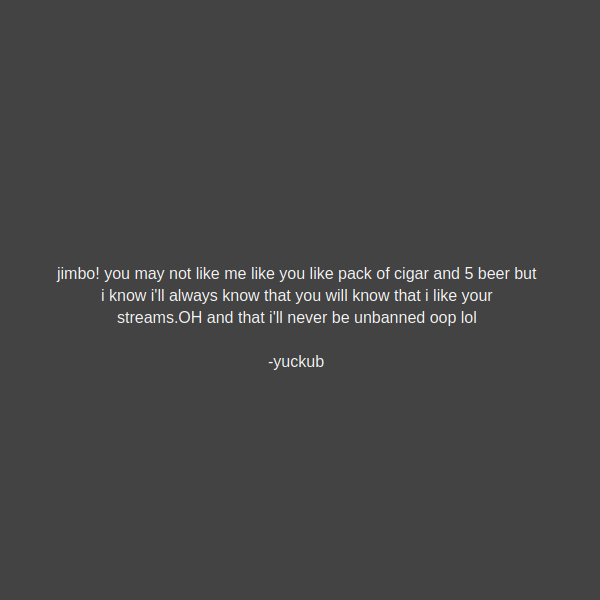 jimbo! you may not like me like you like pack of cigar and 5 beer but
i know i'll always know that you will know that i like your
streams.OH and that i'll never be unbanned oop lol
-yuckub